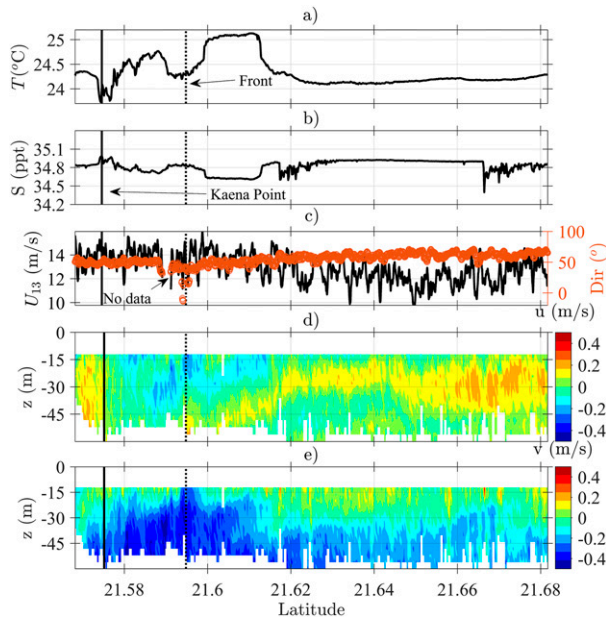 a)
T(°C)
25
24.5
24
Front
b)
S (ppt)
35.1
34.8
34.5
34.2
Kaena Point
c)
U13 (m/s)
14
12
10
No data
100
50
0
Dir (°)
d)
u (m/s)
z (m)
0
-15
-30
-45
0.4
0.2
0
-0.2
-0.4
e)
v (m/s)
z (m)
0
-15
-30
-45
0.4
0.2
0
-0.2
-0.4
21.58 21.6 21.62 21.64 21.66 21.68
Latitude